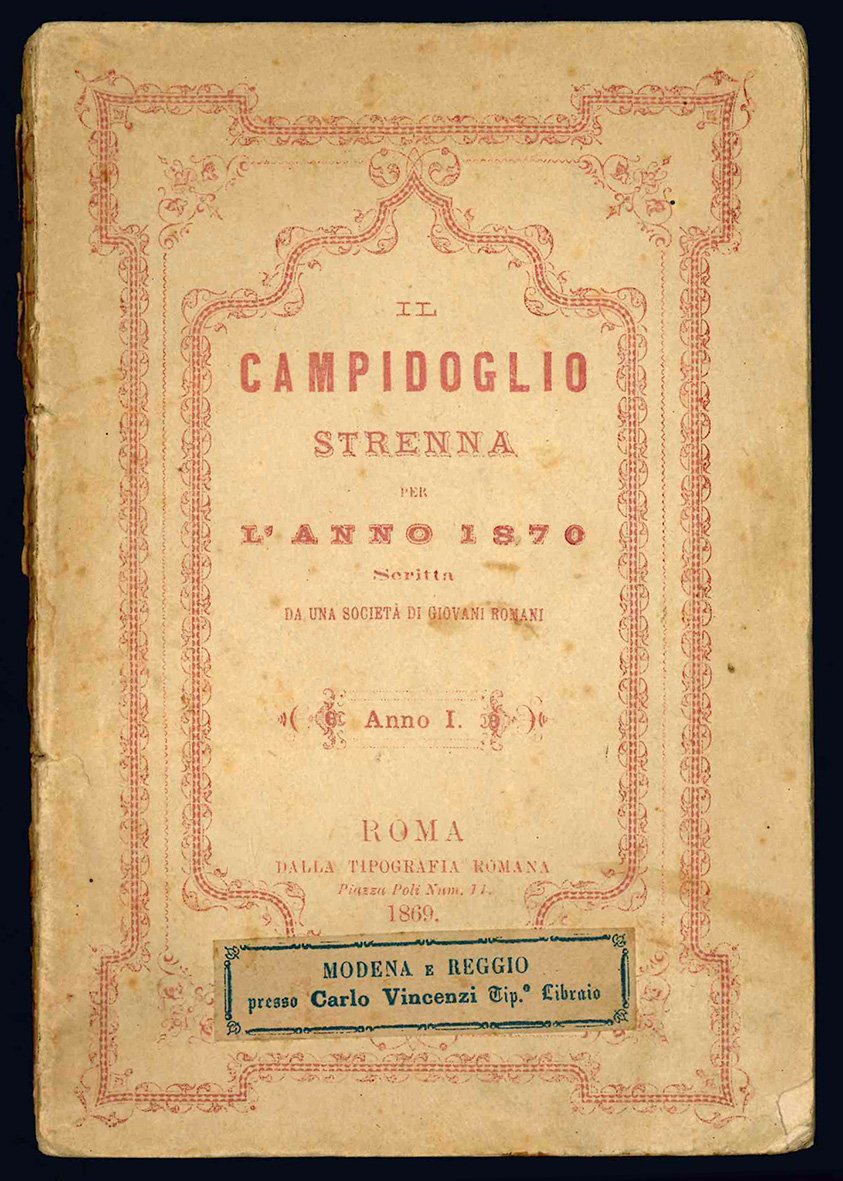 IL
CAMPIDOGLIO
STRENNA
PER
L'ANNO 1870
Scritta
DA UNA SOCIETÀ DI GIOVANI ROMANI
Anno I.
ROMA
DALLA TIPOGRAFIA ROMANA
Piazza Poli Num. 11.
1869.
MODENA E REGGIO
presso Carlo Vincenzi Tip.º Libraio